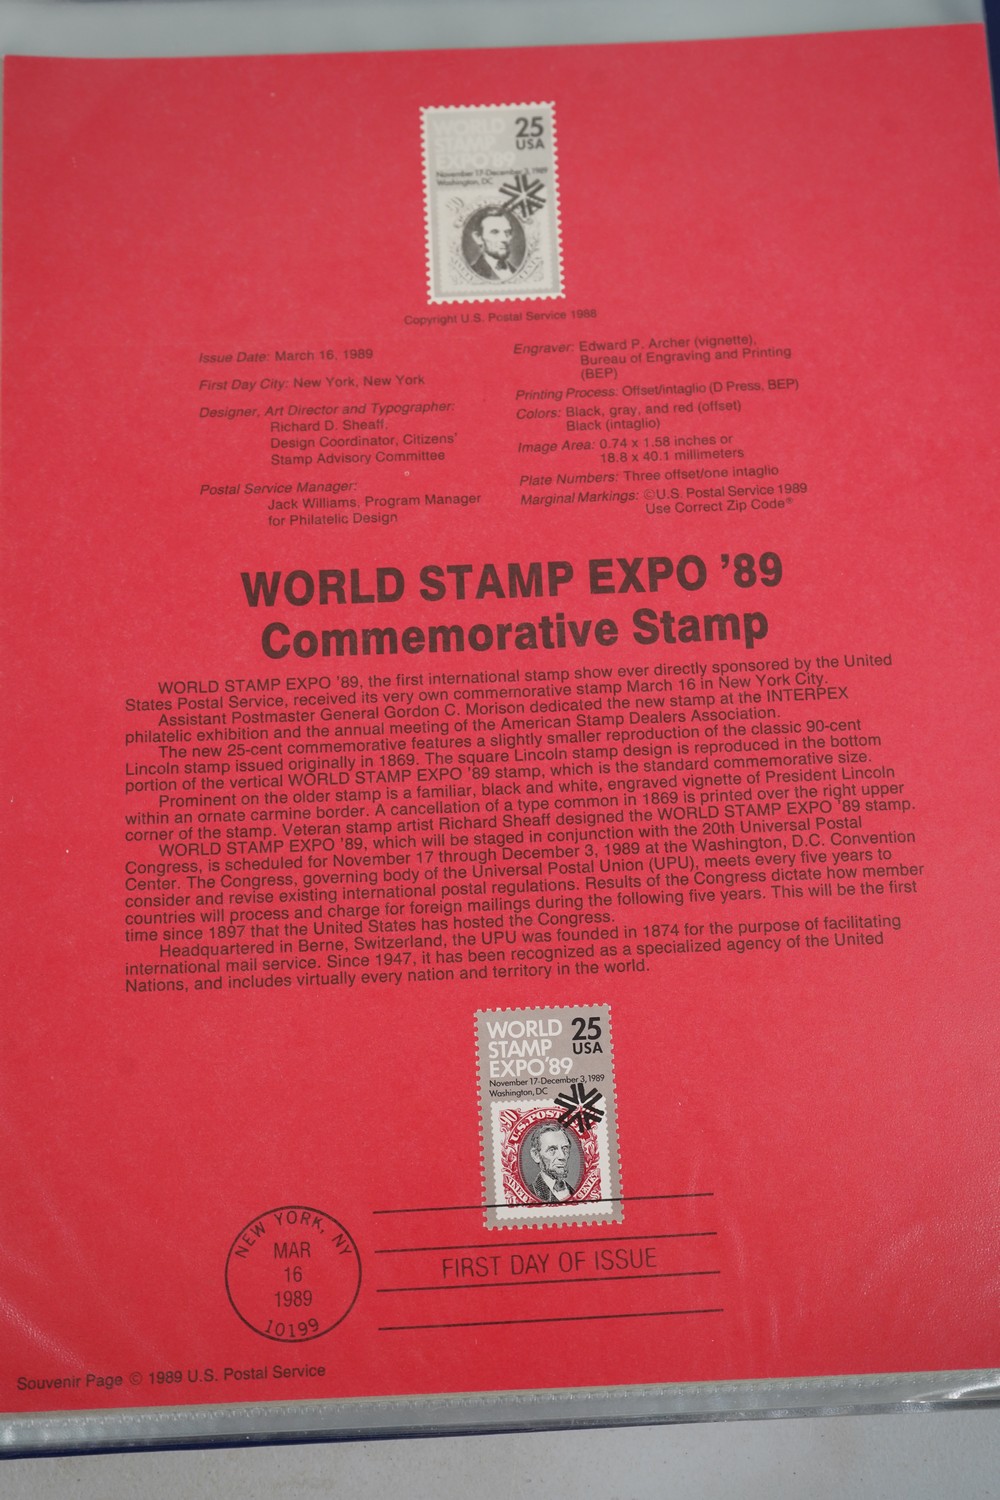 WORLD
STAMP
EXPO'89
25
USA
November 17-December 3, 1989
Washington, DC
Copyright U.S. Postal Service 1988
Issue Date: March 16, 1989
First Day City: New York, New York
Designer, Art Director and Typographer:
Richard D. Sheaff,
Design Coordinator, Citizens'
Stamp Advisory Committee
Postal Service Manager:
Jack Williams, Program Manager
for Philatelic Design
Engraver: Edward P. Archer (vignette),
Bureau of Engraving and Printing
(BEP)
Printing Process: Offset/intaglio (D Press, BEP)
Colors: Black, gray, and red (offset)
Black (intaglio)
Image Area: 0.74 x 1.58 inches or
18.8 x 40.1 millimeters
Plate Numbers: Three offset/one intaglio
Marginal Markings: ©U.S. Postal Service 1989
Use Correct Zip Code®
WORLD STAMP EXPO '89
Commemorative Stamp
WORLD STAMP EXPO '89, the first international stamp show ever directly sponsored by the United
States Postal Service, received its very own commemorative stamp March 16 in New York City.
Assistant Postmaster General Gordon C. Morison dedicated the new stamp at the INTERPEX
philatelic exhibition and the annual meeting of the American Stamp Dealers Association.
The new 25-cent commemorative features a slightly smaller reproduction of the classic 90-cent
Lincoln stamp issued originally in 1869. The square Lincoln stamp design is reproduced in the bottom
portion of the vertical WORLD STAMP EXPO '89 stamp, which is the standard commemorative size.
Prominent on the older stamp is a familiar, black and white, engraved vignette of President Lincoln
within an ornate carmine border. A cancellation of a type common in 1869 is printed over the right upper
corner of the stamp. Veteran stamp artist Richard Sheaff designed the WORLD STAMP EXPO '89 stamp.
WORLD STAMP EXPO '89, which will be staged in conjunction with the 20th Universal Postal
Congress, is scheduled for November 17 through December 3, 1989 at the Washington, D.C. Convention
Center. The Congress, governing body of the Universal Postal Union (UPU), meets every five years to
consider and revise existing international postal regulations. Results of the Congress dictate how member
countries will process and charge for foreign mailings during the following five years. This will be the first
time since 1897 that the United States has hosted the Congress.
Headquartered in Berne, Switzerland, the UPU was founded in 1874 for the purpose of facilitating
international mail service. Since 1947, it has been recognized as a specialized agency of the United
Nations, and includes virtually every nation and territory in the world.
WORLD
STAMP
EXPO'89
25
USA
November 17-December 3, 1989
Washington, DC
90
U.S. POST
NINETY
CENTS
NEW YORK, NY
MAR
16
1989
10199
FIRST DAY OF ISSUE
Souvenir Page © 1989 U.S. Postal Service